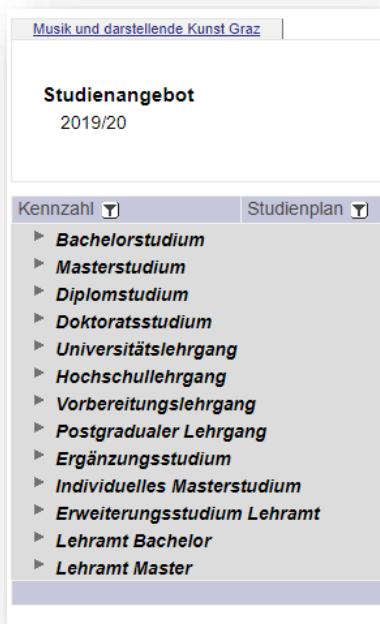 Musik und darstellende Kunst Graz
Studienangebot
2019/20
Kennzahl Studienplan
Bachelorstudium
Masterstudium
Diplomstudium
Doktoratsstudium
Universitätslehrgang
Hochschullehrgang
Vorbereitungslehrgang
Postgradualer Lehrgang
Ergänzungsstudium
Individuelles Masterstudium
Erweiterungsstudium Lehramt
Lehramt Bachelor
Lehramt Master